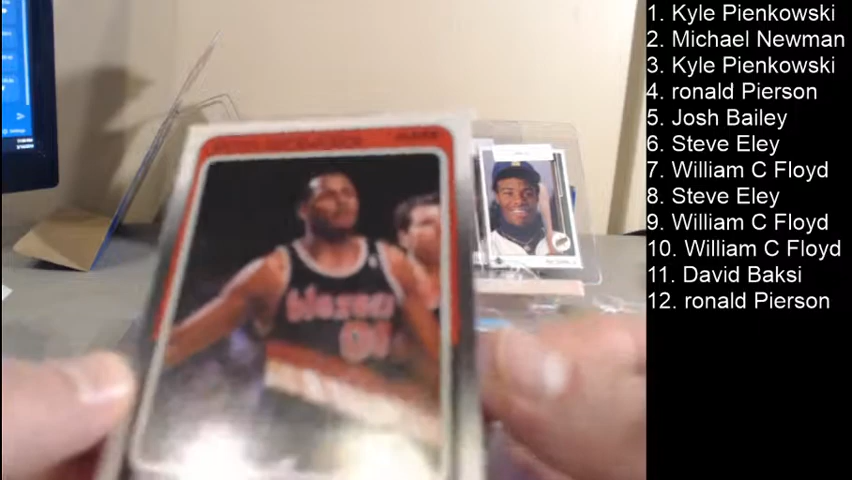 1. Kyle Pienkowski
2. Michael Newman
3. Kyle Pienkowski
4. ronald Pierson
5. Josh Bailey
6. Steve Eley
7. William C Floyd
8. Steve Eley
9. William C Floyd
10. William C Floyd
11. David Baksi
12. ronald Pierson
blazers